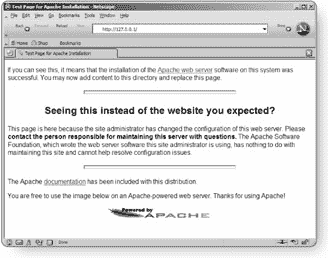 Test Page for Apache Installation - Netscape
File Edit View Go Bookmarks Tools Window Help
http://127.0.0.1/
Home Bookmarks
Test Page for Apache Installation
If you can see this, it means that the installation of the Apache web server software on this system was
successful. You may now add content to this directory and replace this page.
Seeing this instead of the website you expected?
This page is here because the site administrator has changed the configuration of this web server. Please
contact the person responsible for maintaining this server with questions. The Apache Software
Foundation, which wrote the web server software this site administrator is using, has nothing to do with
maintaining this site and cannot help resolve configuration issues.
The Apache documentation has been included with this distribution.
You are free to use the image below on an Apache-powered web server. Thanks for using Apache!
Powered by
APACHE
Done